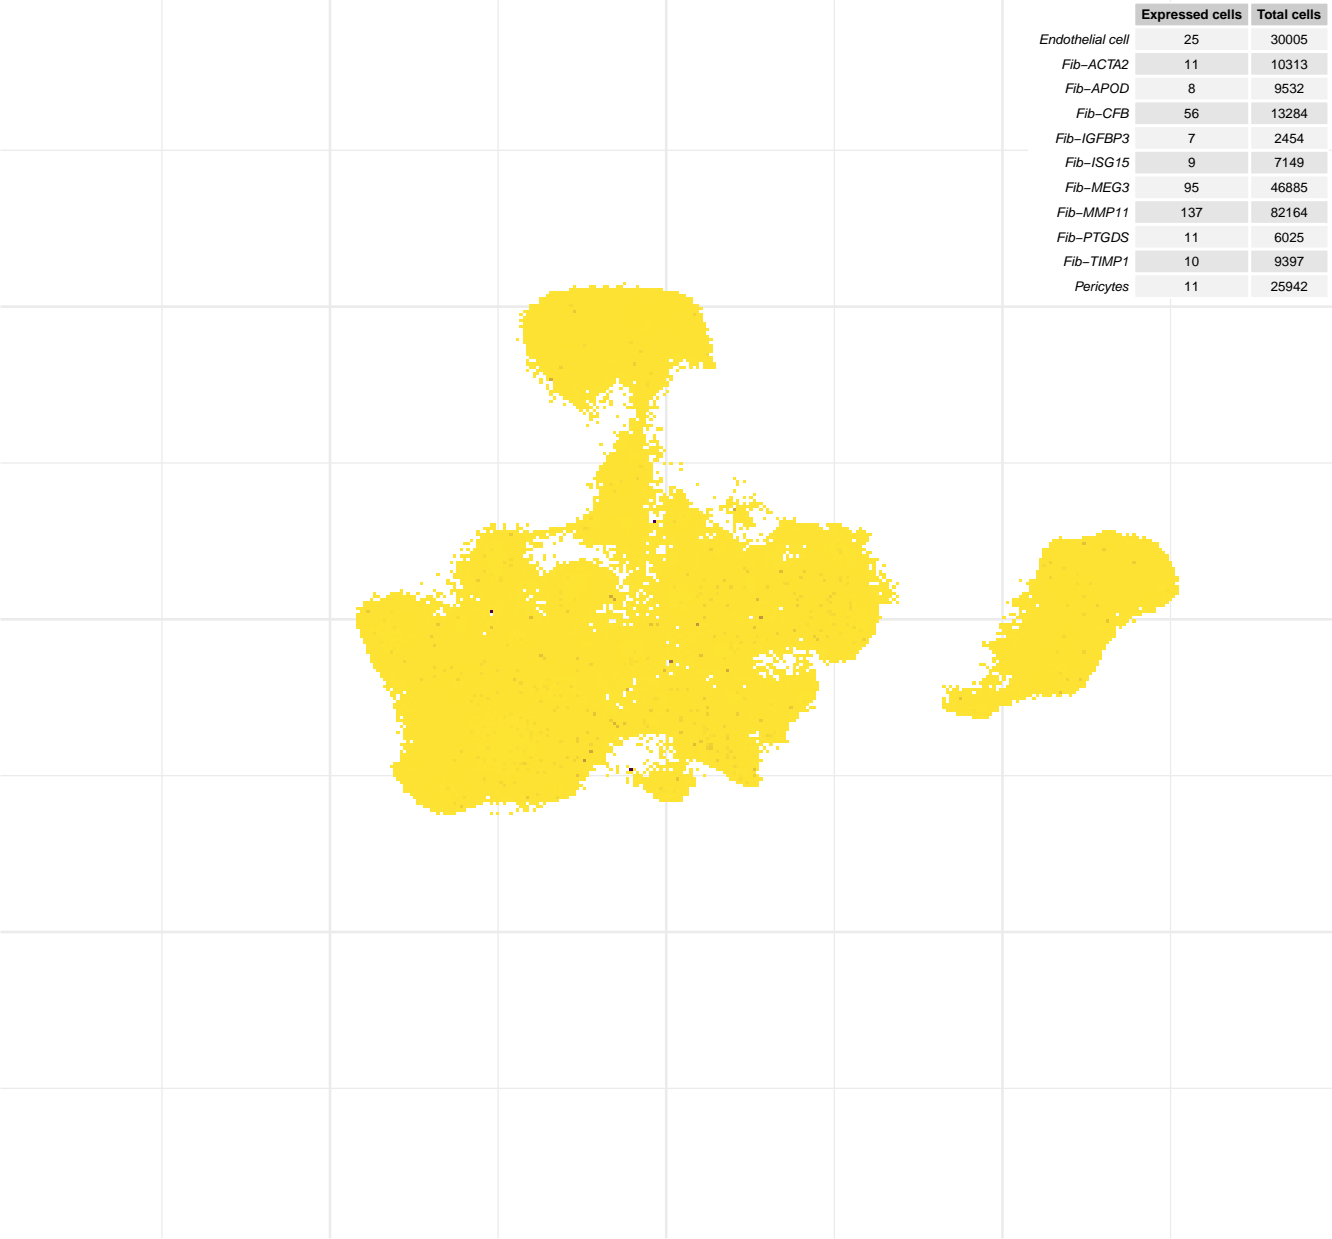 Expressed cells Total cells
Endothelial cell 25 30005
Fib−ACTA2 11 10313
Fib−APOD 8 9532
Fib−CFB 56 13284
Fib−IGFBP3 7 2454
Fib−ISG15 9 7149
Fib−MEG3 95 46885
Fib−MMP11 137 82164
Fib−PTGDS 11 6025
Fib−TIMP1 10 9397
Pericytes 11 25942